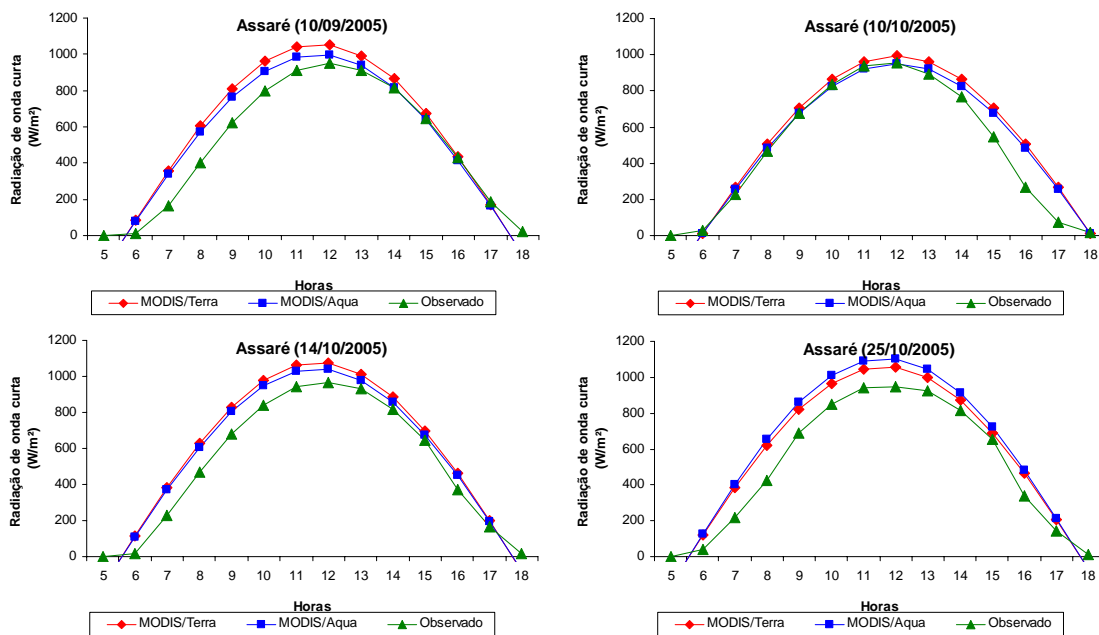 Assaré (10/09/2005)
Radiação de onda curta
(W/m²)
1200
1000
800
600
400
200
0
5 6 7 8 9 10 11 12 13 14 15 16 17 18
Horas
MODIS/Terra MODIS/Aqua Observado
Assaré (10/10/2005)
Radiação de onda curta
(W/m²)
1200
1000
800
600
400
200
0
5 6 7 8 9 10 11 12 13 14 15 16 17 18
Horas
MODIS/Terra MODIS/Aqua Observado
Assaré (14/10/2005)
Radiação de onda curta
(W/m²)
1200
1000
800
600
400
200
0
5 6 7 8 9 10 11 12 13 14 15 16 17 18
Horas
MODIS/Terra MODIS/Aqua Observado
Assaré (25/10/2005)
Radiação de onda curta
(W/m²)
1200
1000
800
600
400
200
0
5 6 7 8 9 10 11 12 13 14 15 16 17 18
Horas
MODIS/Terra MODIS/Aqua Observado